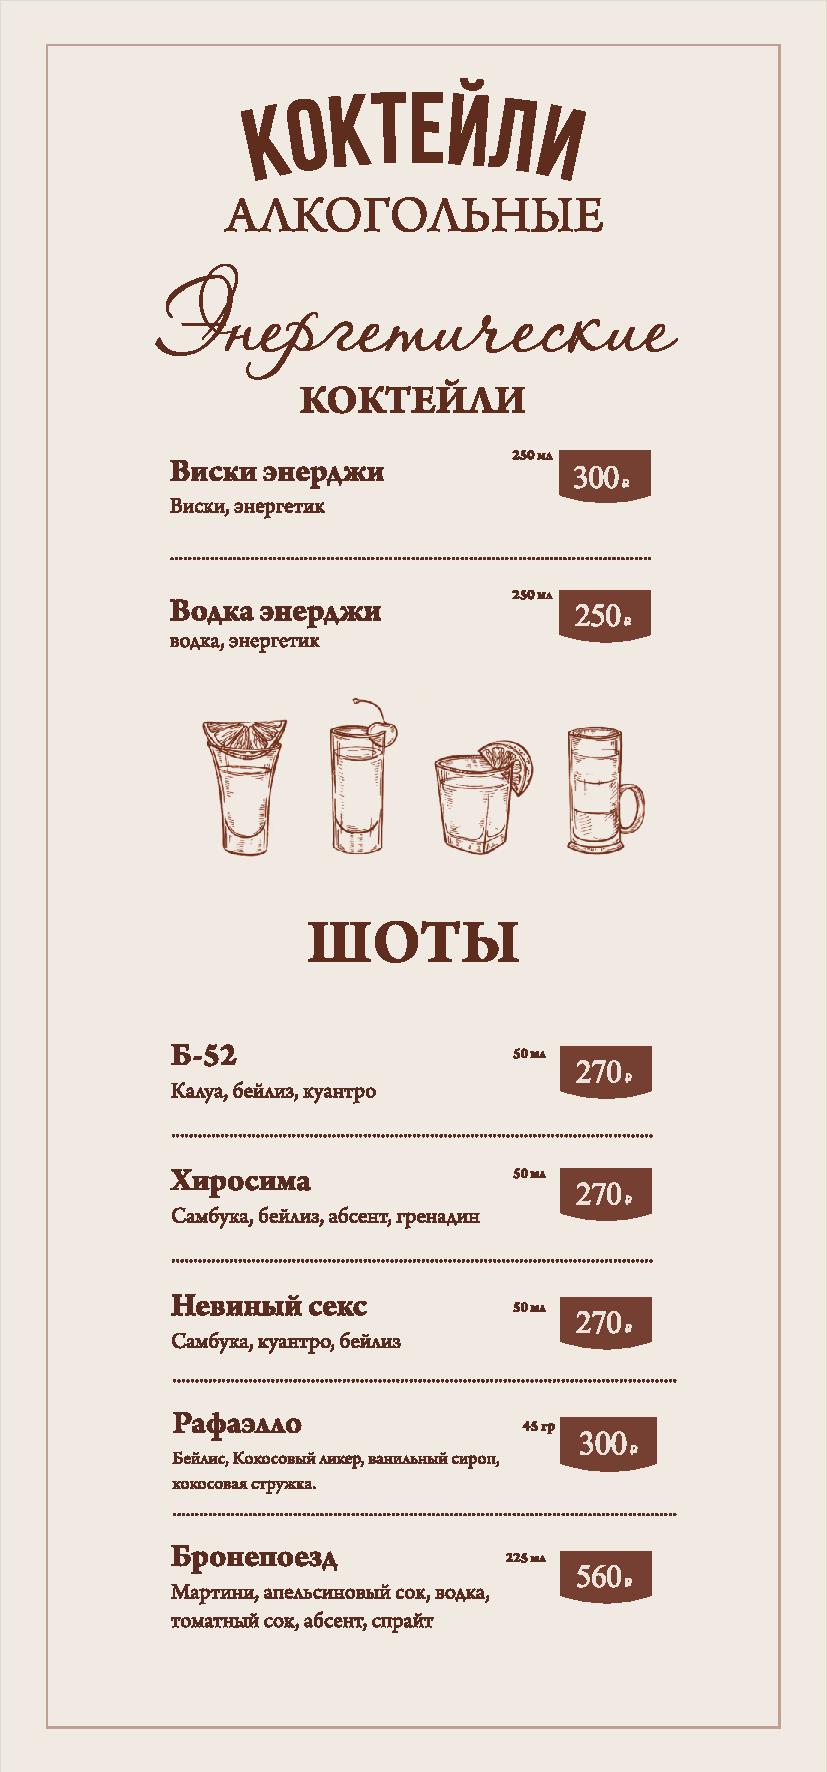 КОКТЕЙЛИ
АЛКОГОЛЬНЫЕ
Энергетические
КОКТЕЙЛИ
Виски энерджи 250 мл 300 ₽
Виски, энергетик
Водка энерджи 250 мл 250 ₽
водка, энергетик
ШОТЫ
Б-52 50 мл 270 ₽
Калуа, бейлиз, куантро
Хиросима 50 мл 270 ₽
Самбука, бейлиз, абсент, гренадин
Невиный секс 50 мл 270 ₽
Самбука, куантро, бейлиз
Рафаэлло 45 гр 300 ₽
Бейлис, Кокосовый ликер, ванильный сироп,
кокосовая стружка.
Бронепоезд 225 мл 560 ₽
Мартини, апельсиновый сок, водка,
томатный сок, абсент, спрайт